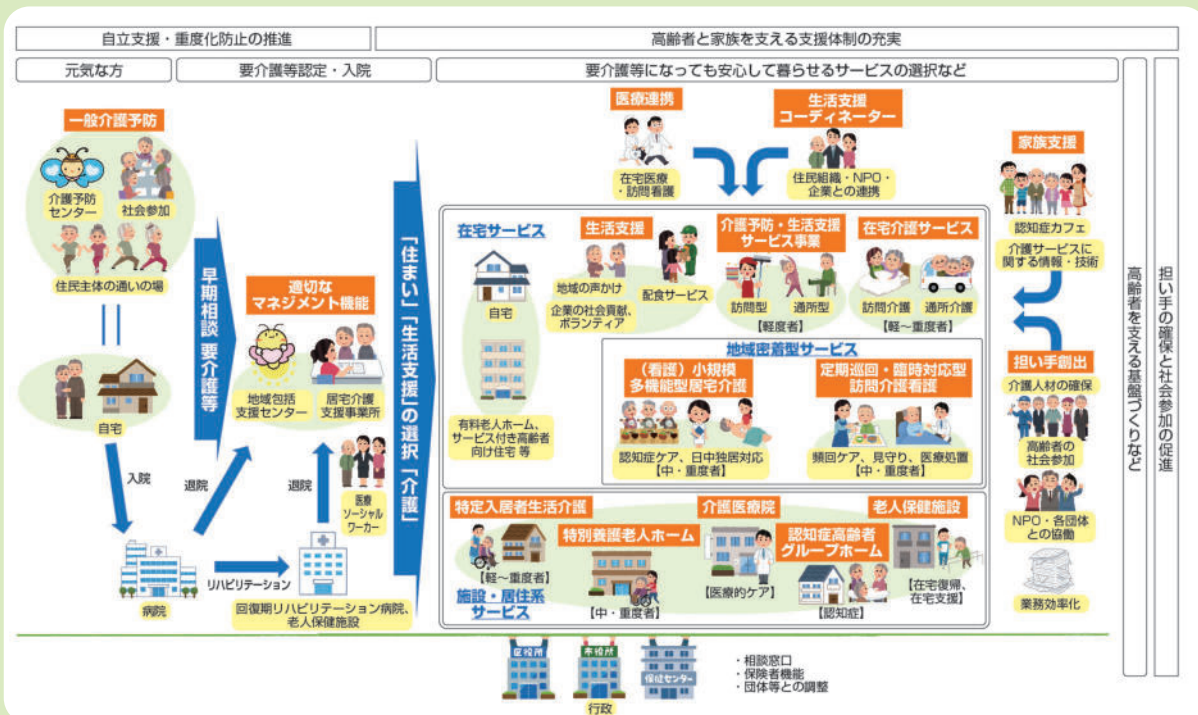 自立支援・重度化防止の推進
高齢者と家族を支える支援体制の充実
元気な方
要介護等認定・入院
要介護等になっても安心して暮らせるサービスの選択など
一般介護予防
介護予防
センター
社会参加
住民主体の通いの場
自宅
入院
病院
早期相談 要介護等
適切な
マネジメント機能
地域包括
支援センター
居宅介護
支援事業所
退院
退院
医療
ソーシャル
ワーカー
リハビリテーション
回復期リハビリテーション病院、
老人保健施設
「住まい」「生活支援」の選択「介護」
医療連携
在宅医療
・訪問看護
生活支援
コーディネーター
住民組織・NPO・
企業との連携
在宅サービス
自宅
有料老人ホーム、
サービス付き高齢者
向け住宅 等
生活支援
地域の声かけ
企業の社会貢献、
ボランティア
配食サービス
介護予防・生活支援
サービス事業
訪問型
通所型
【軽度者】
在宅介護サービス
訪問介護
通所介護
【軽~重度者】
地域密着型サービス
(看護)小規模
多機能型居宅介護
認知症ケア、日中独居対応
【中・重度者】
定期巡回・臨時対応型
訪問介護看護
頻回ケア、見守り、医療処置
【中・重度者】
特定入居者生活介護
【軽~重度者】
施設・居住系
サービス
特別養護老人ホーム
【中・重度者】
介護医療院
【医療的ケア】
認知症高齢者
グループホーム
【認知症】
老人保健施設
【在宅復帰、
在宅支援】
家族支援
認知症カフェ
介護サービスに
関する情報・技術
担い手創出
介護人材の確保
高齢者の
社会参加
NPO・各団体
との協働
業務効率化
高齢者を支える基盤づくりなど
担い手の確保と社会参加の促進
区役所
市役所
保健センター
行政
・相談窓口
・保険者機能
・団体等との調整